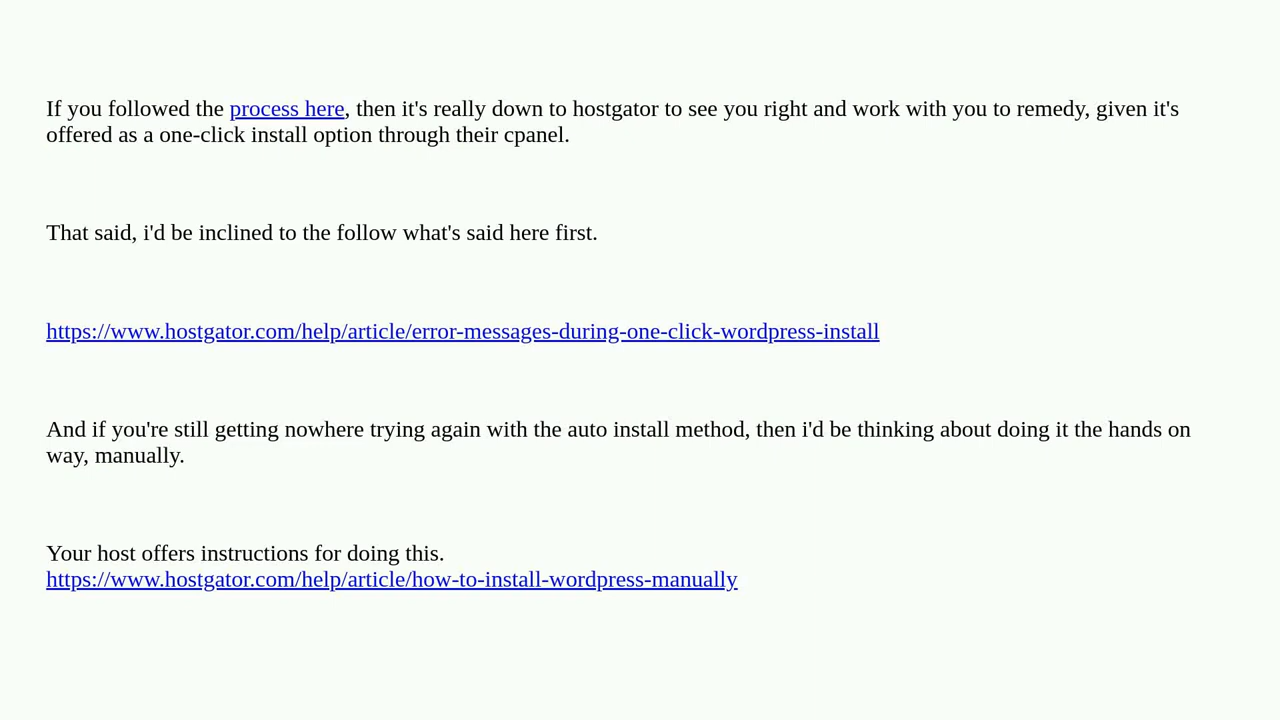 If you followed the process here, then it's really down to hostgator to see you right and work with you to remedy, given it's
offered as a one-click install option through their cpanel.
That said, i'd be inclined to the follow what's said here first.
https://www.hostgator.com/help/article/error-messages-during-one-click-wordpress-install
And if you're still getting nowhere trying again with the auto install method, then i'd be thinking about doing it the hands on
way, manually.
Your host offers instructions for doing this.
https://www.hostgator.com/help/article/how-to-install-wordpress-manually